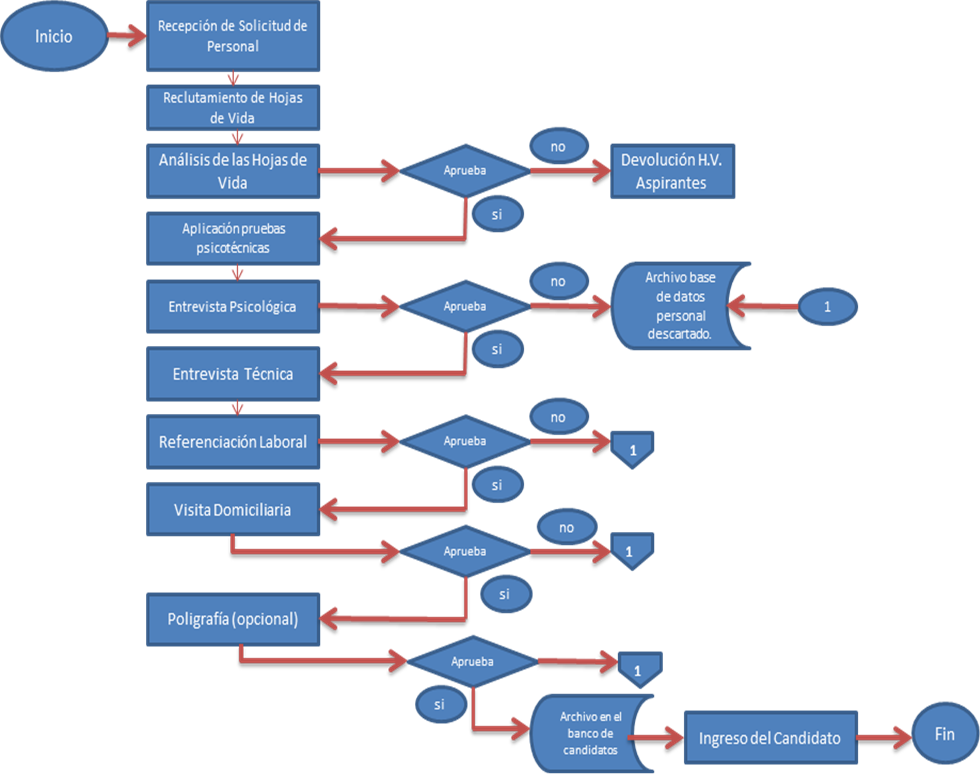 Inicio
Recepción de Solicitud de
Personal
Reclutamiento de Hojas
de Vida
Análisis de las Hojas de
Vida
Aprueba
no
Devolución H.V.
Aspirantes
si
Aplicación pruebas
psicotécnicas
Entrevista Psicológica
Aprueba
no
Archivo base
de datos
personal
descartado.
1
si
Entrevista Técnica
Referenciación Laboral
Aprueba
no
1
si
Visita Domiciliaria
Aprueba
no
1
si
Poligrafía (opcional)
Aprueba
1
si
Archivo en el
banco de
candidatos
Ingreso del Candidato
Fin